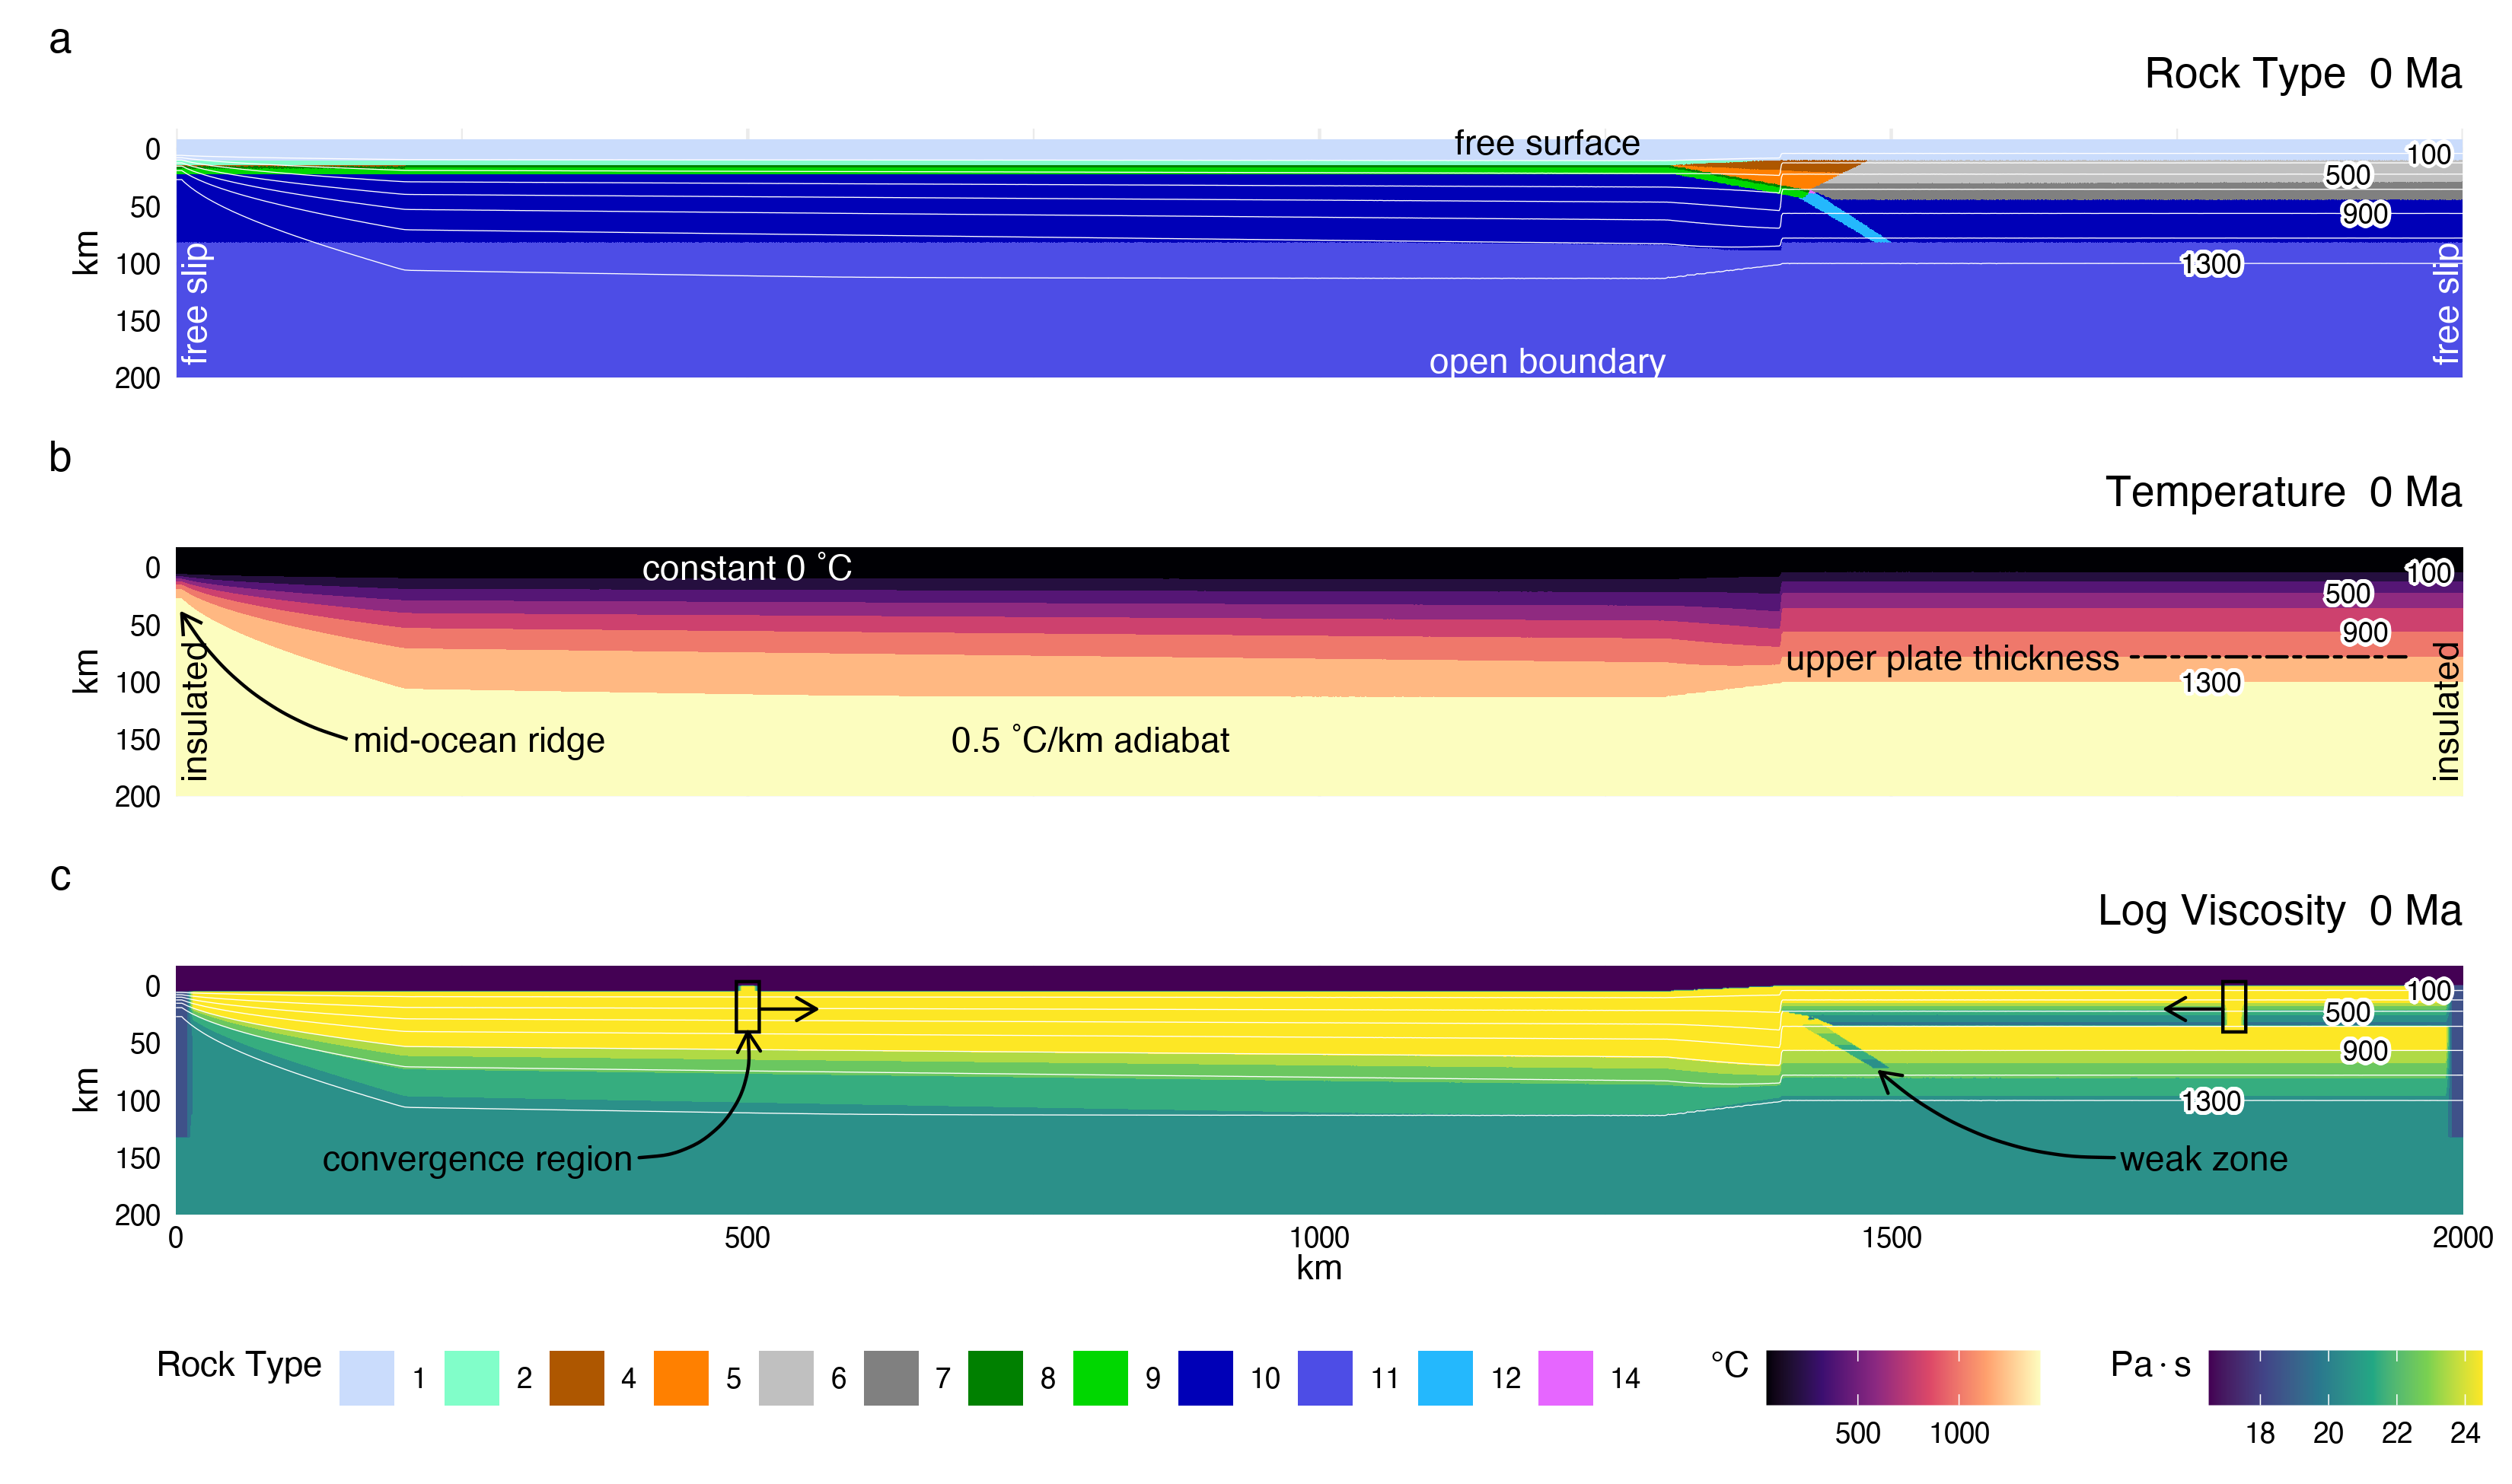 a
Rock Type 0 Ma
free surface
0
50
100
150
200
km
free slip
open boundary
free slip
100
500
900
1300
b
Temperature 0 Ma
constant 0 ˚C
0
50
100
150
200
km
insulated
mid-ocean ridge
0.5 ˚C/km adiabat
upper plate thickness
insulated
100
500
900
1300
c
Log Viscosity 0 Ma
0
50
100
150
200
km
convergence region
weak zone
100
500
900
1300
0 500 1000 1500 2000
km
Rock Type 1 2 4 5 6 7 8 9 10 11 12 14
°C
500 1000
Pa · s
18 20 22 24